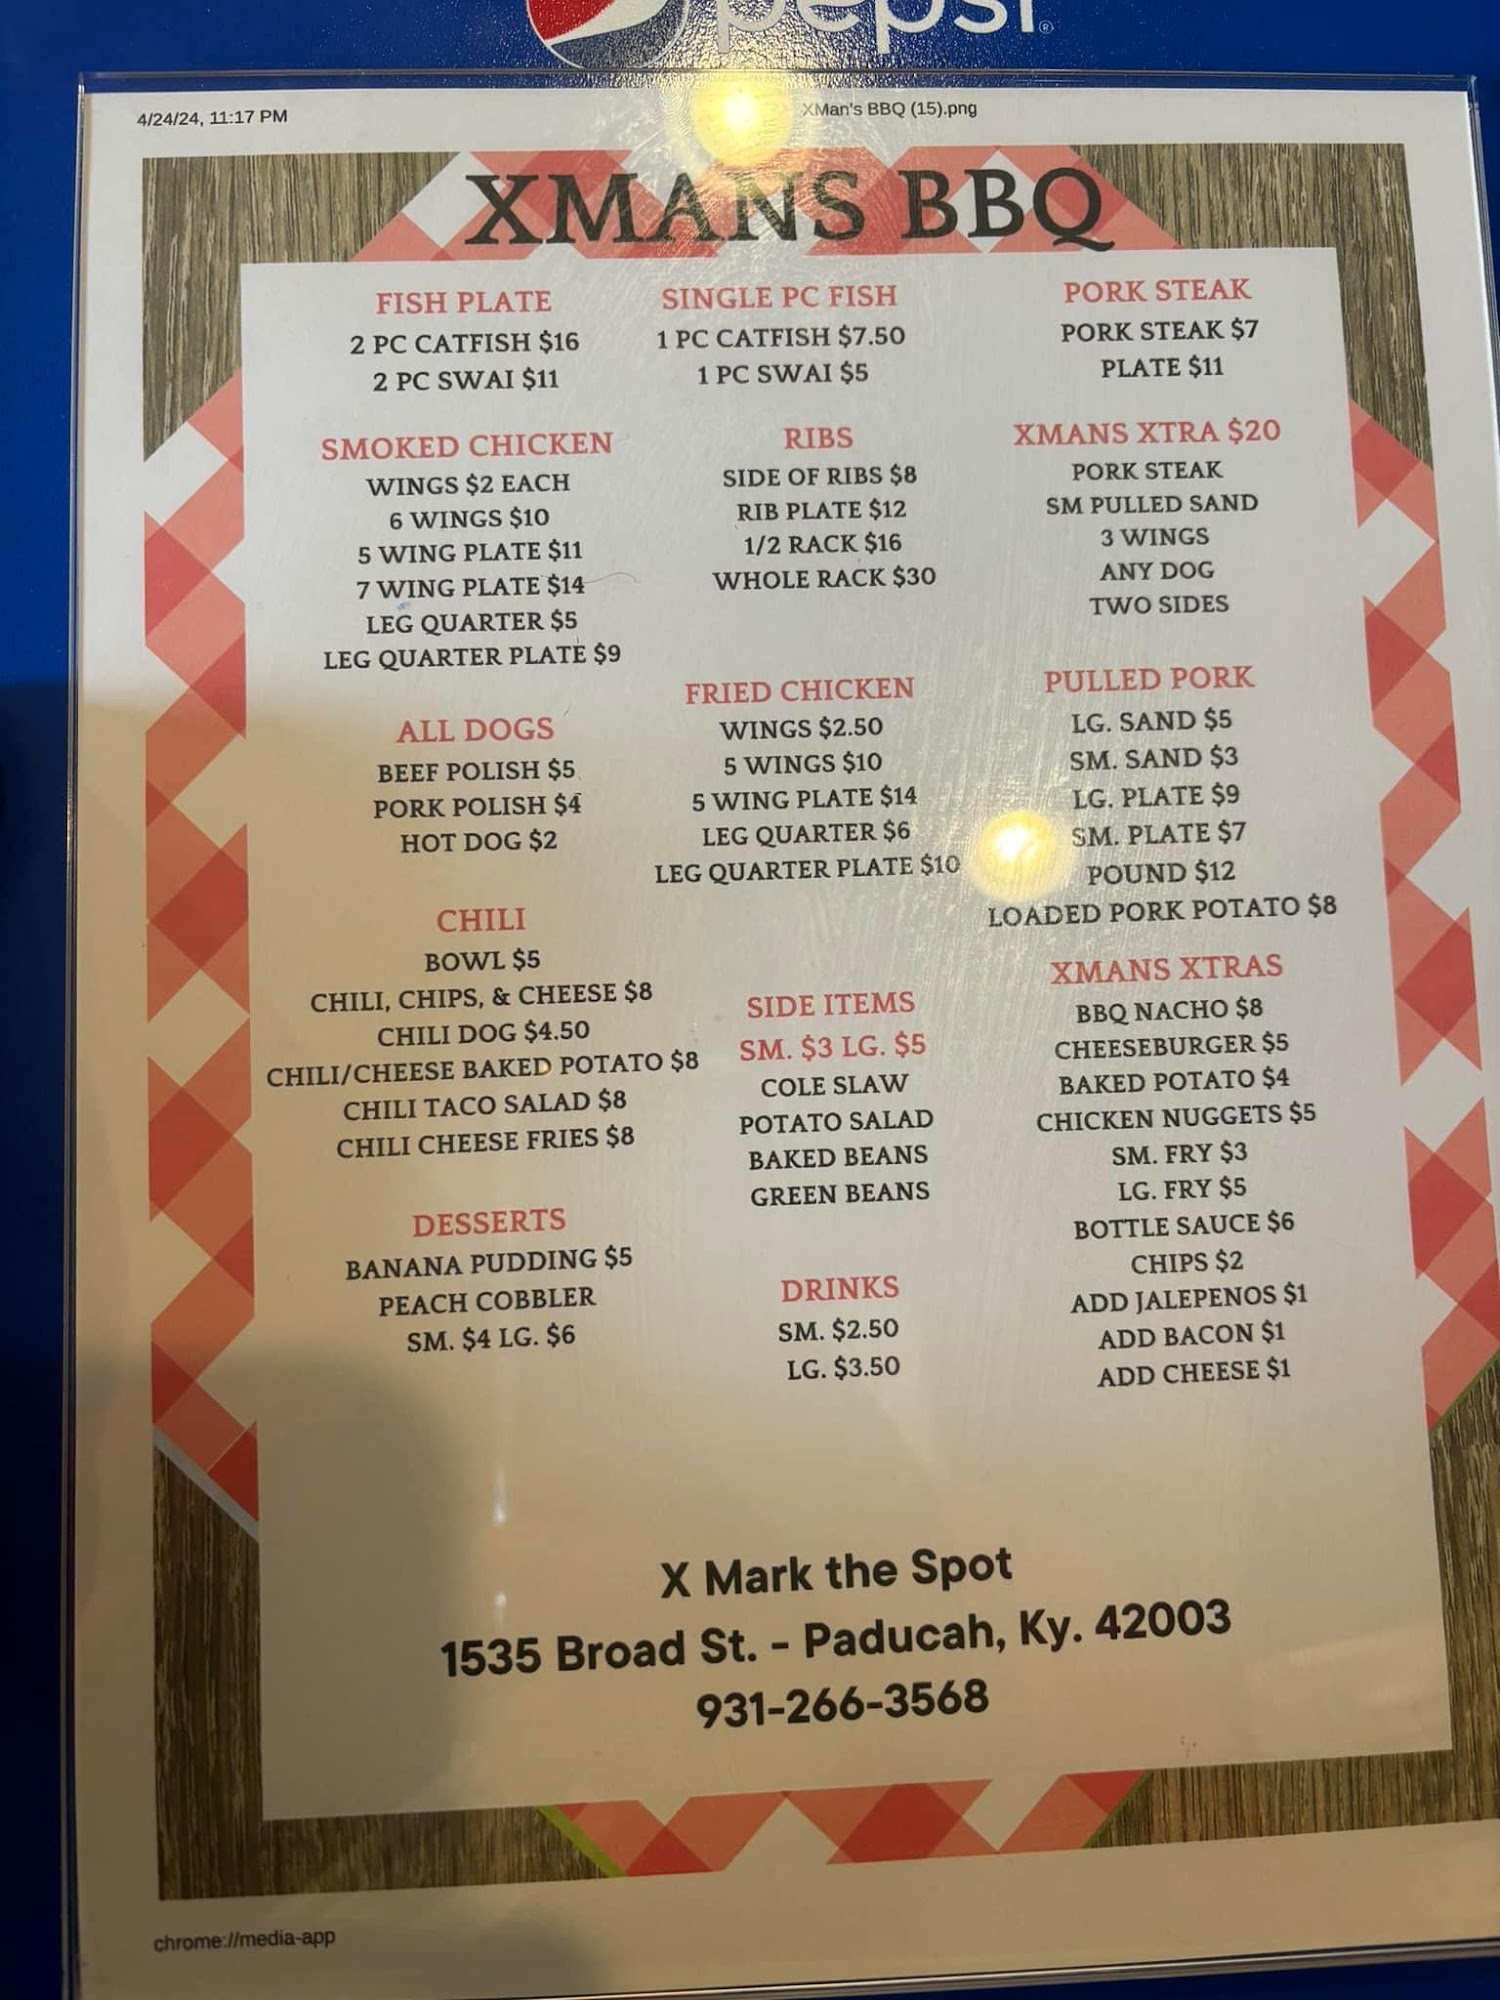 pepsi®
4/24/24, 11:17 PM
XMan's BBQ (15).png
XMANS BBQ
FISH PLATE
2 PC CATFISH $16
2 PC SWAI $11
SINGLE PC FISH
1 PC CATFISH $7.50
1 PC SWAI $5
PORK STEAK
PORK STEAK $7
PLATE $11
SMOKED CHICKEN
WINGS $2 EACH
6 WINGS $10
5 WING PLATE $11
7 WING PLATE $14
LEG QUARTER $5
LEG QUARTER PLATE $9
RIBS
SIDE OF RIBS $8
RIB PLATE $12
1/2 RACK $16
WHOLE RACK $30
XMANS XTRA $20
PORK STEAK
SM PULLED SAND
3 WINGS
ANY DOG
TWO SIDES
ALL DOGS
BEEF POLISH $5
PORK POLISH $4
HOT DOG $2
FRIED CHICKEN
WINGS $2.50
5 WINGS $10
5 WING PLATE $14
LEG QUARTER $6
LEG QUARTER PLATE $10
PULLED PORK
LG. SAND $5
SM. SAND $3
LG. PLATE $9
SM. PLATE $7
POUND $12
LOADED PORK POTATO $8
CHILI
BOWL $5
CHILI, CHIPS, & CHEESE $8
CHILI DOG $4.50
CHILI/CHEESE BAKED POTATO $8
CHILI TACO SALAD $8
CHILI CHEESE FRIES $8
SIDE ITEMS
SM. $3 LG. $5
COLE SLAW
POTATO SALAD
BAKED BEANS
GREEN BEANS
XMANS XTRAS
BBQ NACHO $8
CHEESEBURGER $5
BAKED POTATO $4
CHICKEN NUGGETS $5
SM. FRY $3
LG. FRY $5
BOTTLE SAUCE $6
CHIPS $2
ADD JALEPENOS $1
ADD BACON $1
ADD CHEESE $1
DESSERTS
BANANA PUDDING $5
PEACH COBBLER
SM. $4 LG. $6
DRINKS
SM. $2.50
LG. $3.50
X Mark the Spot
1535 Broad St. - Paducah, Ky. 42003
931-266-3568
chrome://media-app